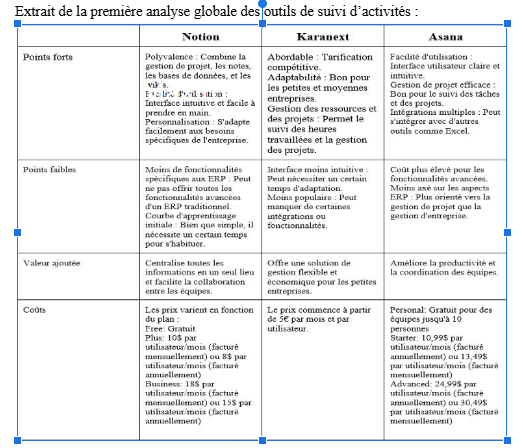 Extrait de la première analyse globale des outils de suivi d'activités :
Notion
Karanext
Asana
Points forts
Polyvalence : Combine la
gestion de projet, les notes,
les bases de données, et les
Interface intuitive et facile à
prendre en main.
Personnalisation : S'adapte
facilement aux besoins
spécifiques de l'entreprise.
Abordable : Tarification
compétitive.
Adaptabilité : Bon pour
les petites et moyennes
entreprises.
Gestion des ressources et
des projets : Permet le
suivi des heures
travaillées et la gestion
des projets.
Facilité d'utilisation :
Interface utilisateur claire et
intuitive.
Gestion de projet efficace :
Bon pour le suivi des tâches
et des projets.
Intégrations multiples : Peut
s'intégrer avec d'autres
outils comme Excel.
Points faibles
Moins de fonctionnalités
spécifiques aux ERP : Peut
ne pas offrir toutes les
fonctionnalités avancées
d'un ERP traditionnel.
Courbe d'apprentissage
initiale : Bien que simple, il
nécessite un certain temps
pour s'habituer.
Interface moins intuitive :
Peut nécessiter un certain
temps d'adaptation.
Moins populaire : Peut
manquer de certaines
intégrations ou
fonctionnalités.
Coût plus élevé pour les
fonctionnalités avancées.
Moins axé sur les aspects
ERP : Plus orienté vers la
gestion de projet que la
gestion d'entreprise.
Valeur ajoutée
Centralise toutes les
informations en un seul lieu
et facilite la collaboration
entre les équipes.
Offre une solution de
gestion flexible et
économique pour les petites
entreprises.
Améliore la productivité et
la coordination des équipes.
Coûts
Les prix varient en fonction
du plan :
Free: Gratuit
Plus: 10$ par
utilisateur/mois (facturé
mensuellement) ou 8$ par
utilisateur/mois (facturé
annuellement)
Business: 18$ par
utilisateur/mois (facturé
mensuellement) ou 15$ par
utilisateur/mois (facturé
annuellement)
Le prix commence à partir
de 5€ par mois et par
utilisateur.
Personal: Gratuit pour des
équipes jusqu'à 10
personnes
Starter: 10,99$ par
utilisateur/mois (facturé
annuellement) ou 13,49$
par utilisateur/mois (facturé
mensuellement)
Advanced: 24,99$ par
utilisateur/mois (facturé
annuellement) ou 30,49$
par utilisateur/mois (facturé
mensuellement)